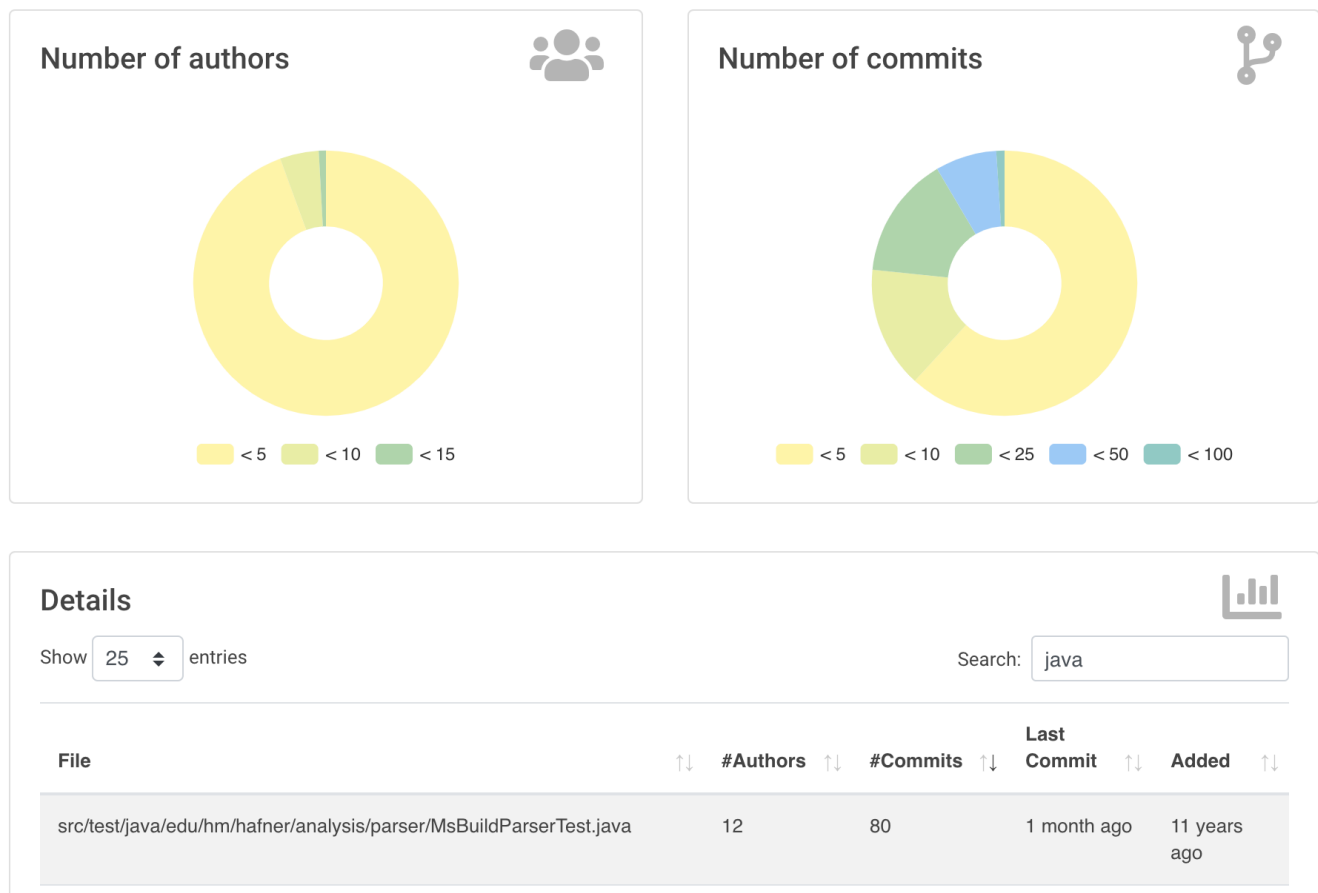 Number of authors
< 5 < 10 < 15
Number of commits
< 5 < 10 < 25 < 50 < 100
Details
Show 25 entries
Search: java
File #Authors #Commits Last Commit Added
src/test/java/edu/hm/hafner/analysis/parser/MsBuildParserTest.java 12 80 1 month ago 11 years ago